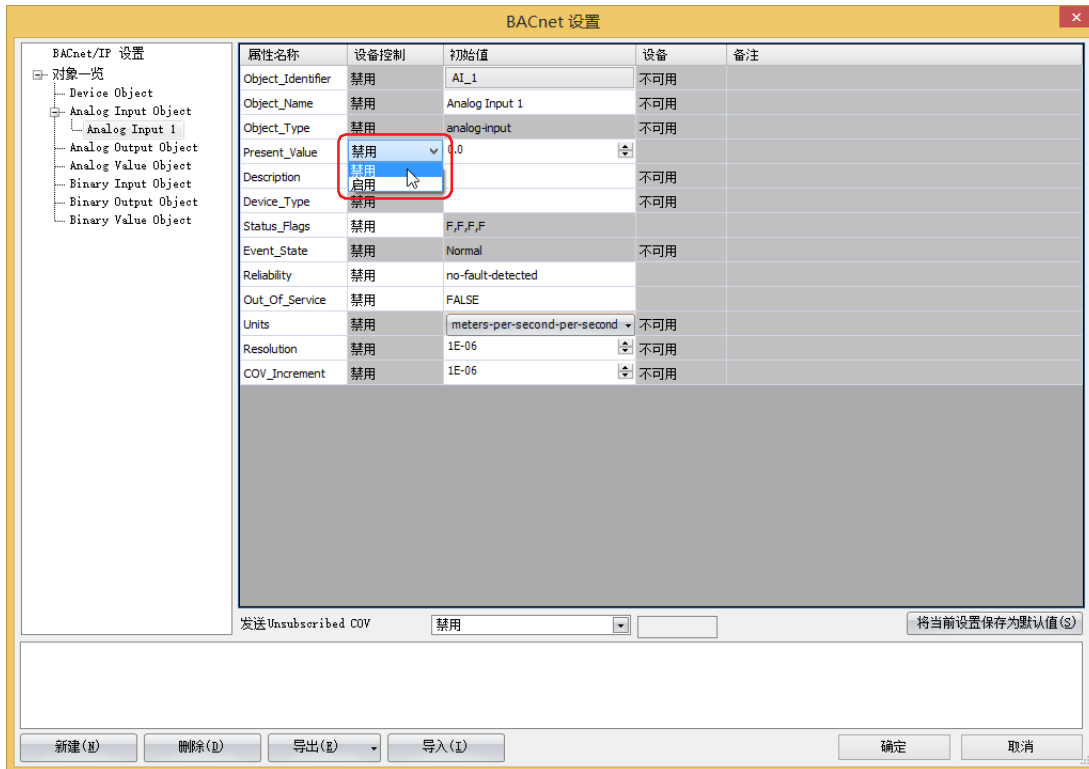 BACnet 设置
BACnet/IP 设置
对象一览
Device Object
Analog Input Object
Analog Input 1
Analog Output Object
Analog Value Object
Binary Input Object
Binary Output Object
Binary Value Object
属性名称 设备控制 初始值 设备 备注
Object_Identifier 禁用 AI_1 不可用
Object_Name 禁用 Analog Input 1 不可用
Object_Type 禁用 analog-input 不可用
Present_Value 禁用 0.0
禁用
启用
Description 不可用
Device_Type 禁用 不可用
Status_Flags 禁用 F,F,F,F
Event_State 禁用 Normal 不可用
Reliability 禁用 no-fault-detected
Out_Of_Service 禁用 FALSE
Units 禁用 meters-per-second-per-second 不可用
Resolution 禁用 1E-06 不可用
COV_Increment 禁用 1E-06 不可用
发送Unsubscribed COV 禁用 将当前设置保存为默认值(S)
新建(N) 删除(D) 导出(E) 导入(I) 确定 取消